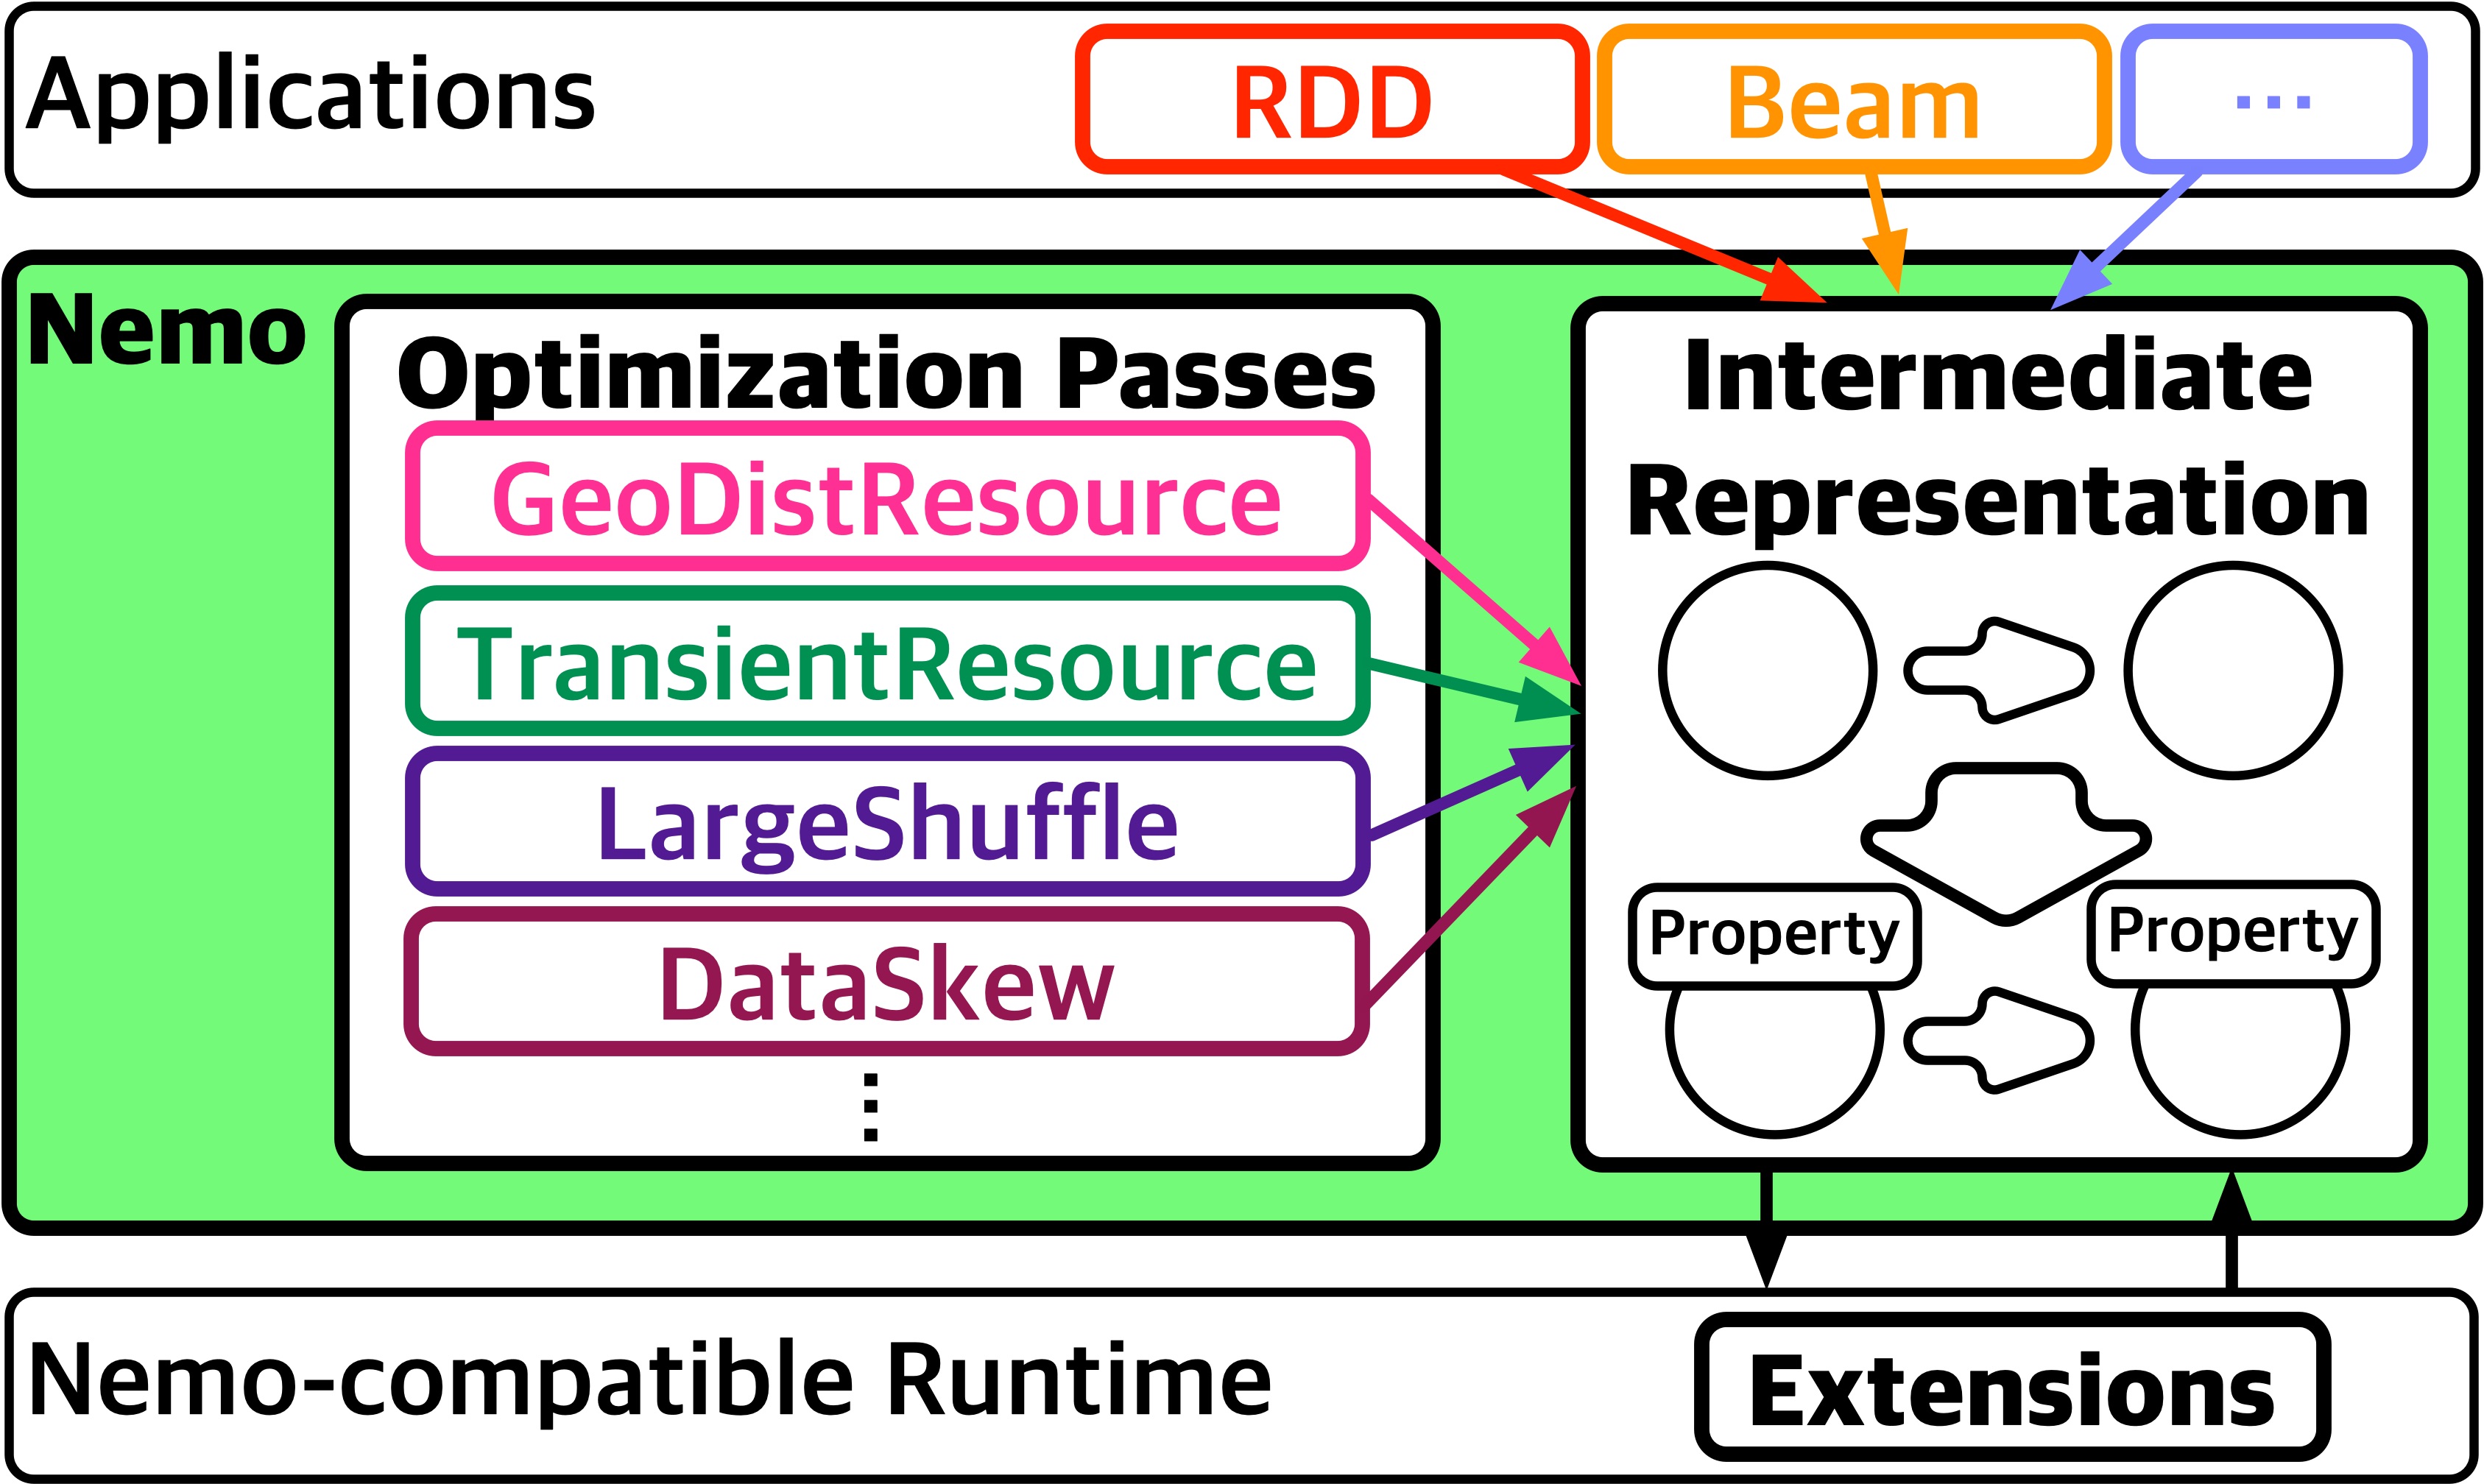 Applications
RDD
Beam
...
Nemo
Optimization Passes
GeoDistResource
TransientResource
LargeShuffle
DataSkew
⋮
Intermediate
Representation
Property
Property
Nemo-compatible Runtime
Extensions